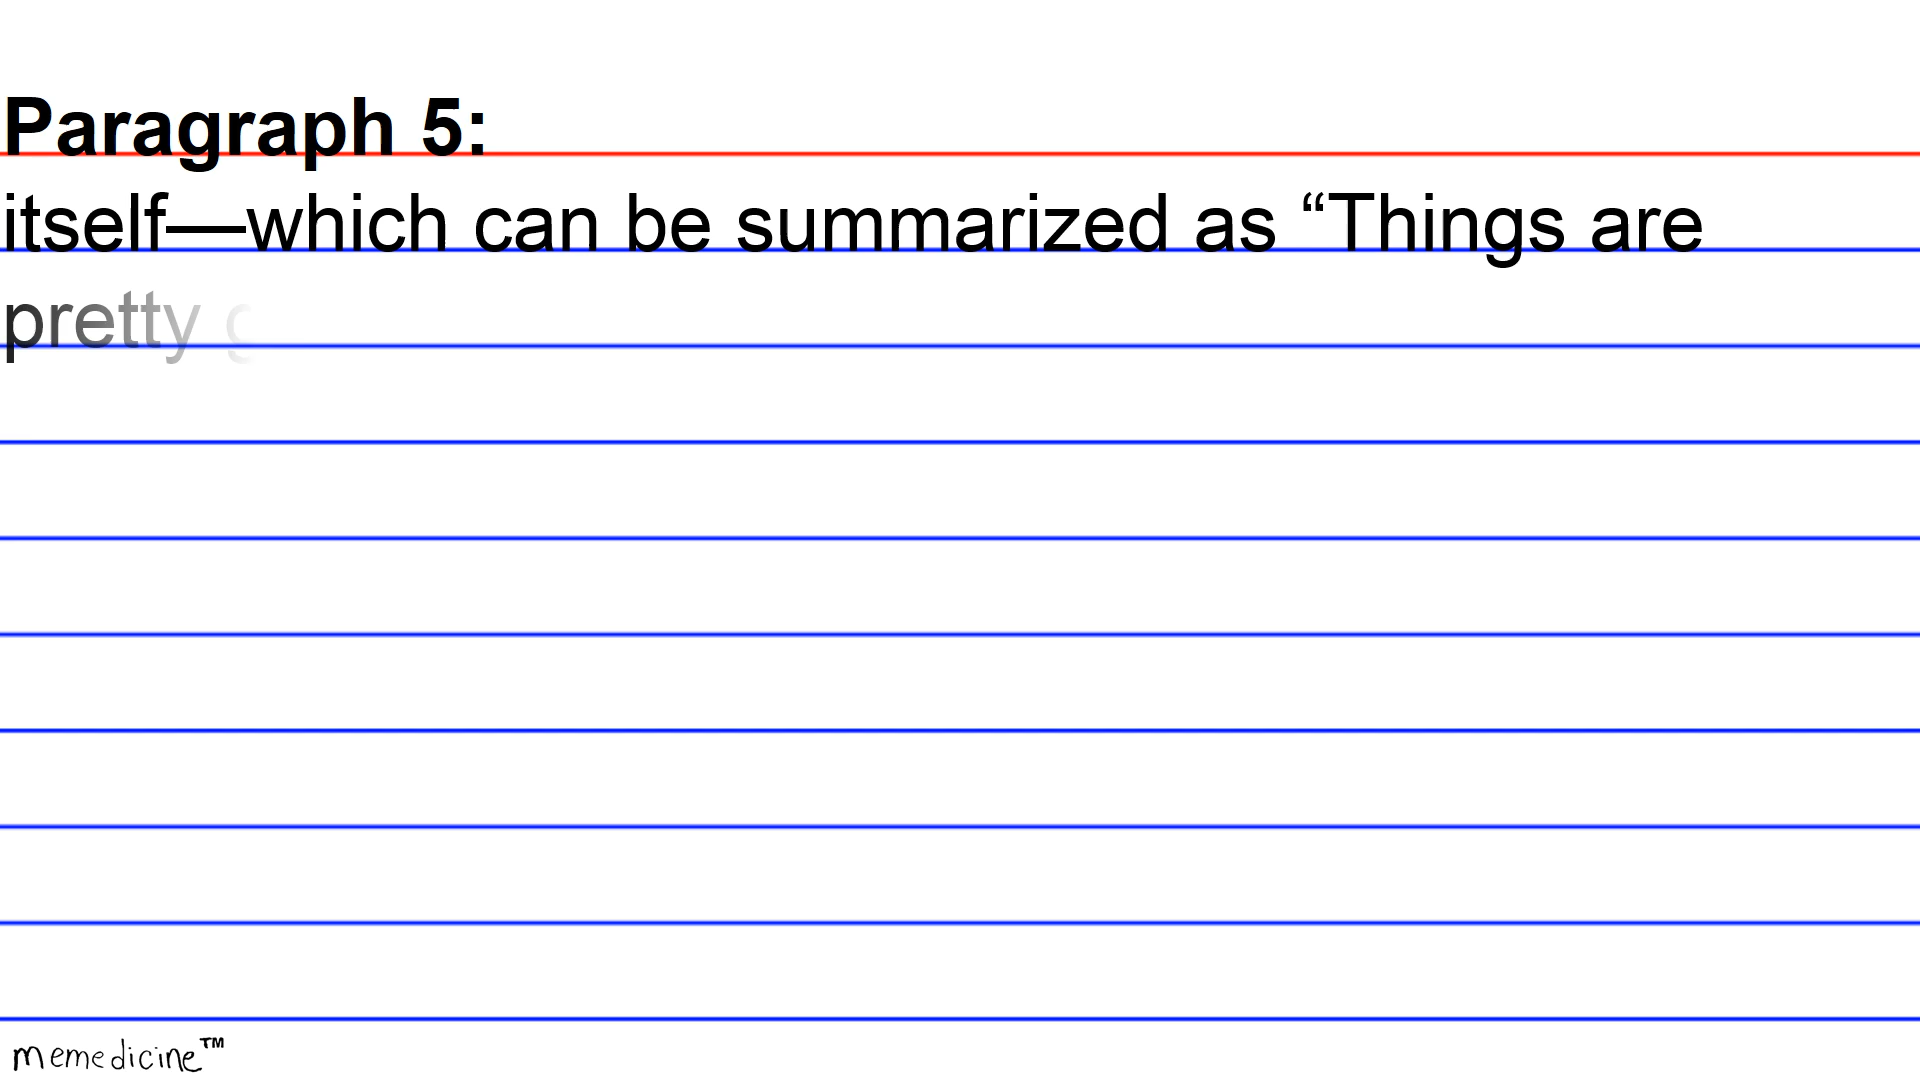 Paragraph 5:
itself—which can be summarized as “Things are
pretty
memedicine™